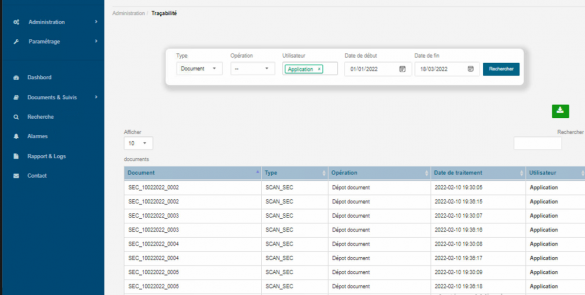 Administration / Traçabilité
Administration
Paramétrage
Dashbord
Documents & Suivis
Recherche
Alarmes
Rapport & Logs
Contact
Type Opération Utilisateur Date de début Date de fin
Document -- Application × 01/01/2022 18/03/2022 Rechercher
Afficher Rechercher
10
documents
Document Type Opération Date de traitement Utilisateur
SEC_10022022_0002 SCAN_SEC Dépot document 2022-02-10 19:30:05 Application
SEC_10022022_0002 SCAN_SEC Dépot document 2022-02-10 19:36:15 Application
SEC_10022022_0003 SCAN_SEC Dépot document 2022-02-10 19:30:07 Application
SEC_10022022_0003 SCAN_SEC Dépot document 2022-02-10 19:36:16 Application
SEC_10022022_0004 SCAN_SEC Dépot document 2022-02-10 19:30:08 Application
SEC_10022022_0004 SCAN_SEC Dépot document 2022-02-10 19:36:17 Application
SEC_10022022_0005 SCAN_SEC Dépot document 2022-02-10 19:30:09 Application
SEC_10022022_0005 SCAN_SEC Dépot document 2022-02-10 19:36:18 Application